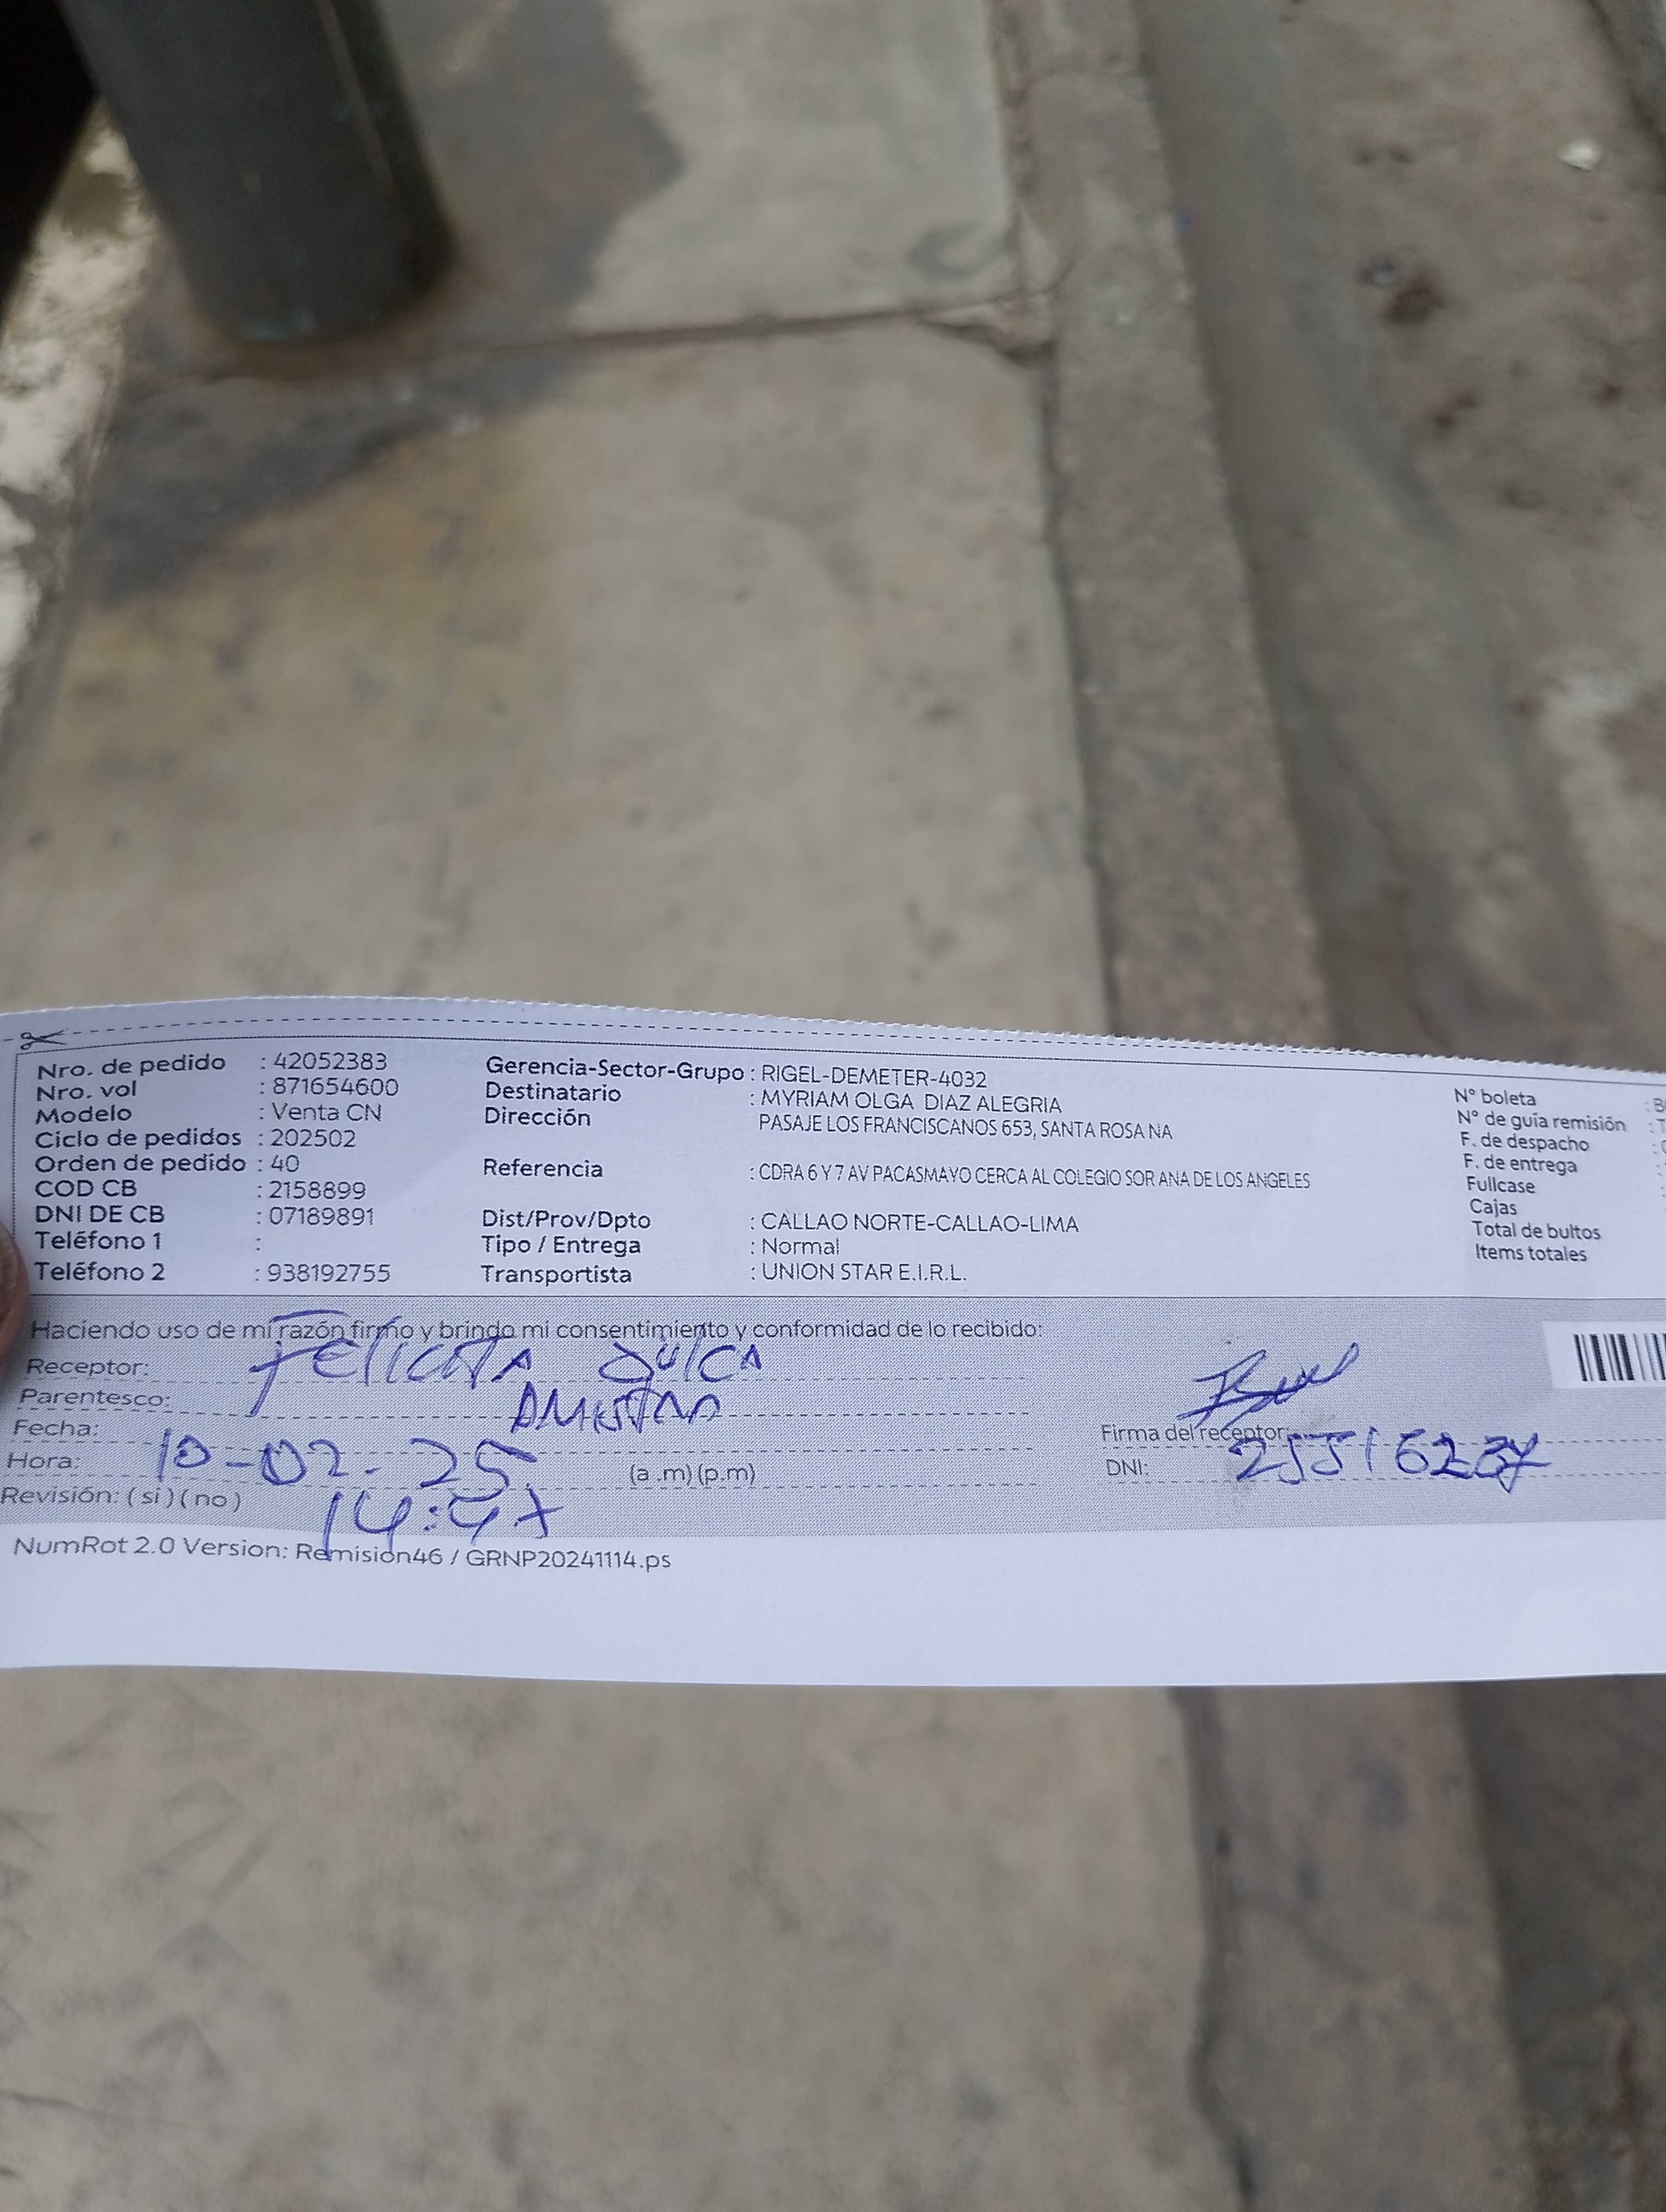 Nro. de pedido : 42052383
Nro. vol : 871654600
Modelo : Venta CN
Ciclo de pedidos : 202502
Orden de pedido : 40
COD CB : 2158899
DNI DE CB : 07189891
Teléfono 1 :
Teléfono 2 : 938192755
Gerencia-Sector-Grupo : RIGEL-DEMETER-4032
Destinatario : MYRIAM OLGA DIAZ ALEGRIA
Dirección PASAJE LOS FRANCISCANOS 653, SANTA ROSA NA
Referencia : CDRA 6 Y 7 AV PACASMAYO CERCA AL COLEGIO SOR ANA DE LOS ANGELES
Dist/Prov/Dpto : CALLAO NORTE-CALLAO-LIMA
Tipo / Entrega : Normal
Transportista : UNION STAR E.I.R.L.
N° boleta :
N° de guía remisión :
F. de despacho :
F. de entrega :
Fullcase :
Cajas
Total de bultos
Items totales
Haciendo uso de mi razón firmo y brindo mi consentimiento y conformidad de lo recibido:
Receptor: FELICITA
Parentesco:
Fecha: 10-02-25
Hora: 14:47 (a .m) (p.m)
Revisión: ( si ) ( no )
Firma del receptor:
DNI:
NumRot 2.0 Version: Remision46 / GRNP20241114.ps